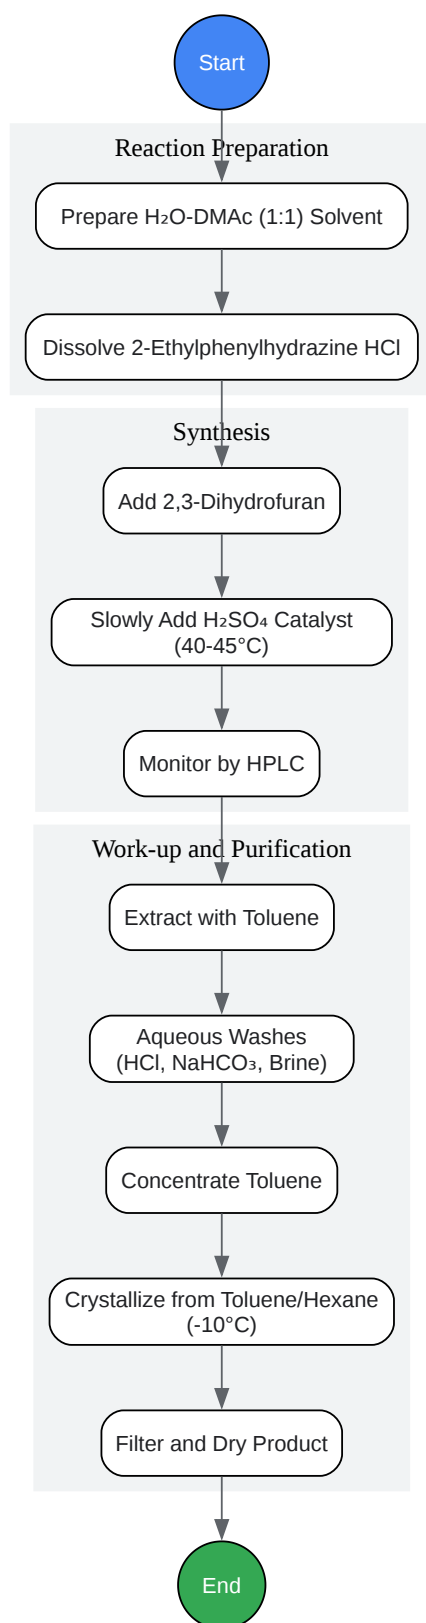 Start
Reaction Preparation
Prepare H₂O-DMAc (1:1) Solvent
Dissolve 2-Ethylphenylhydrazine HCl
Synthesis
Add 2,3-Dihydrofuran
Slowly Add H₂SO₄ Catalyst
(40-45°C)
Monitor by HPLC
Work-up and Purification
Extract with Toluene
Aqueous Washes
(HCl, NaHCO₃, Brine)
Concentrate Toluene
Crystallize from Toluene/Hexane
(-10°C)
Filter and Dry Product
End